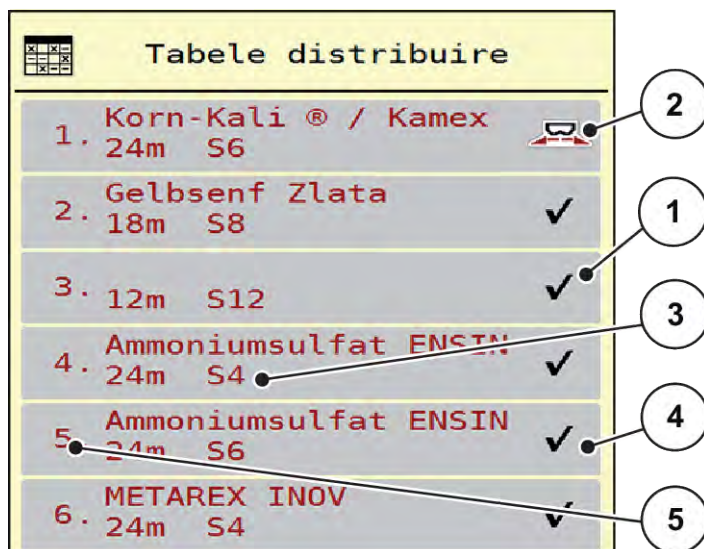 Tabele distribuire
1. Korn-Kali ® / Kamex
24m S6
2
2. Gelbsenf Zlata
18m S8
1
3.
12m S12
3
4. Ammoniumsulfat ENSIN
24m S4
4
5. Ammoniumsulfat ENSIN
24m S6
5
6. METAREX INOV
24m S4